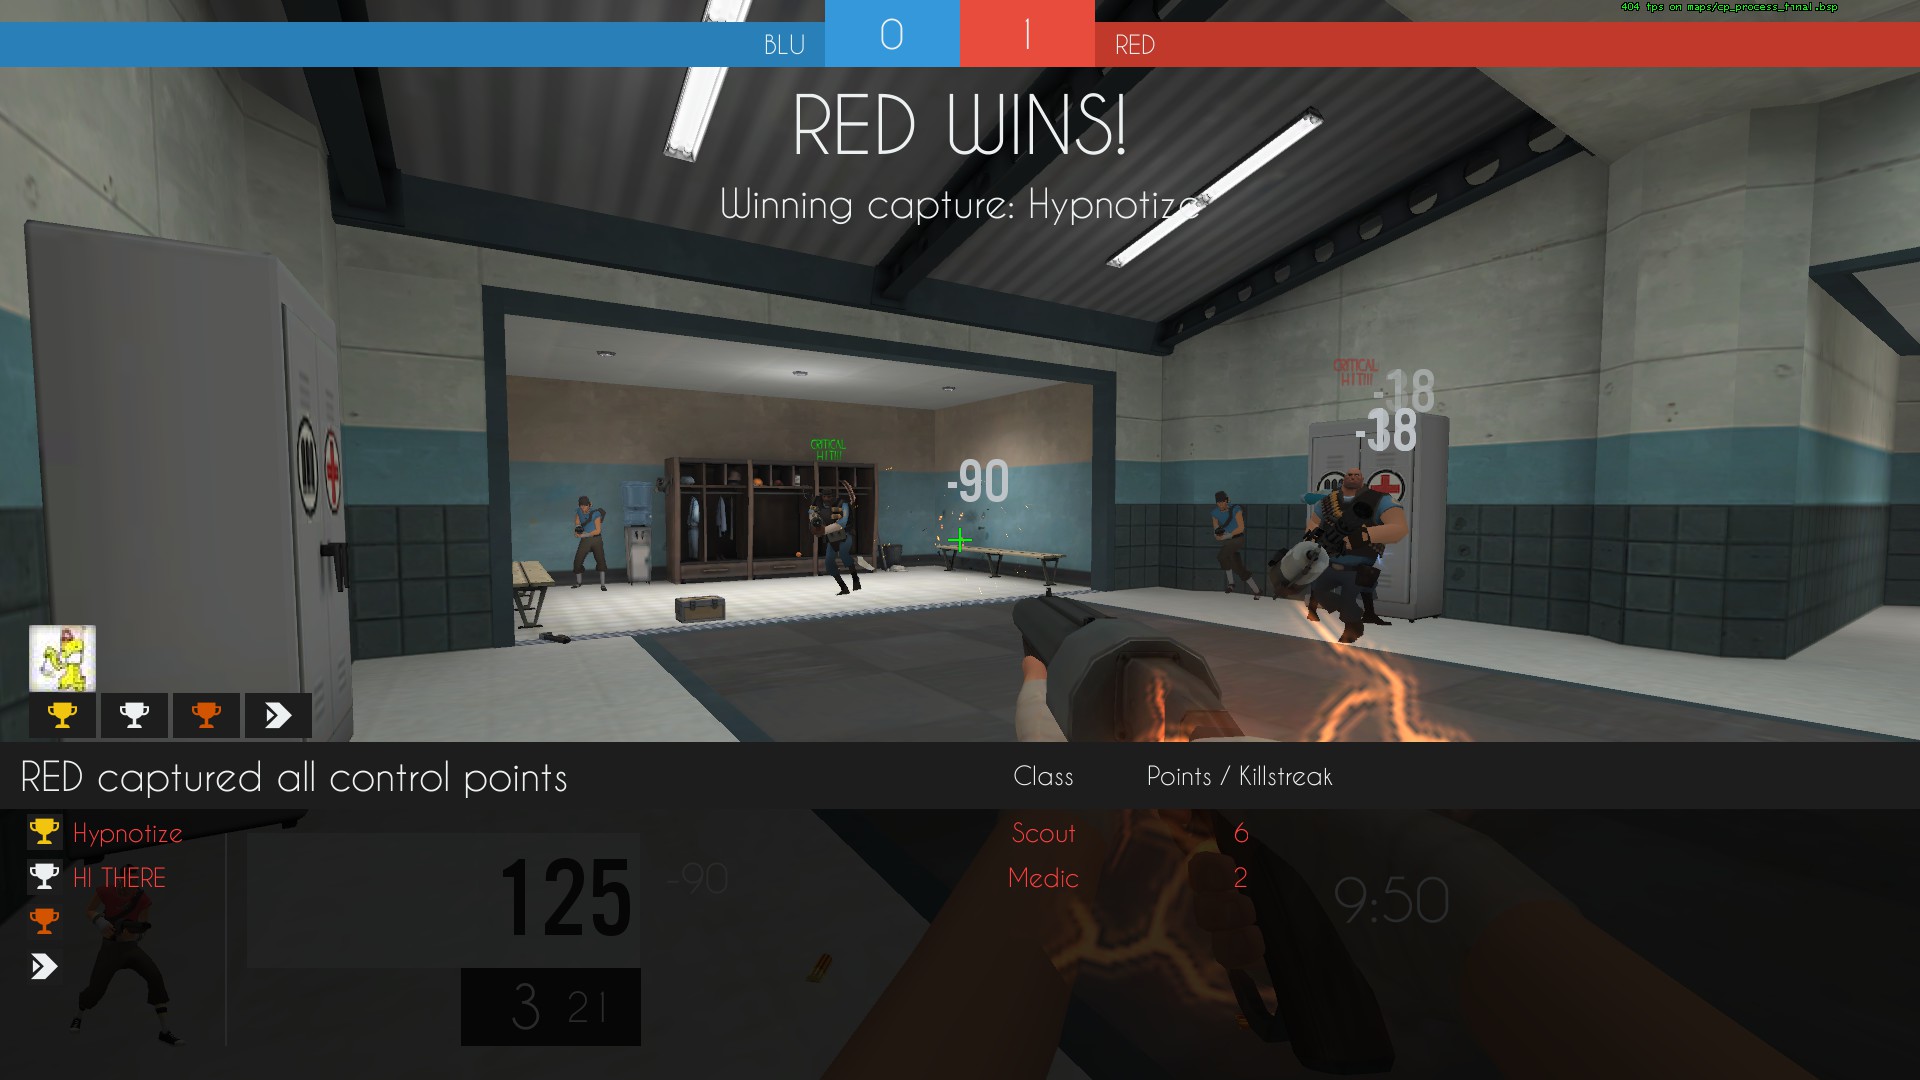 404 fps on maps/cp_process_final.bsp
BLU 0 1 RED
RED WINS!
Winning capture: Hypnotize
CRITICAL
HIT!!!
-18
-38
CRITICAL
HIT!!!
-90
RED captured all control points
Class Points / Killstreak
Hypnotize Scout 6
HI THERE Medic 2
125
-90
9:50
3 21